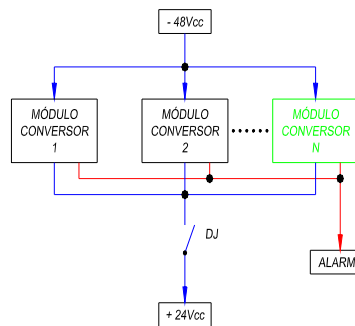 - 48Vcc
MÓDULO
CONVERSOR
1
MÓDULO
CONVERSOR
2
MÓDULO
CONVERSOR
N
DJ
ALARM
+ 24Vcc